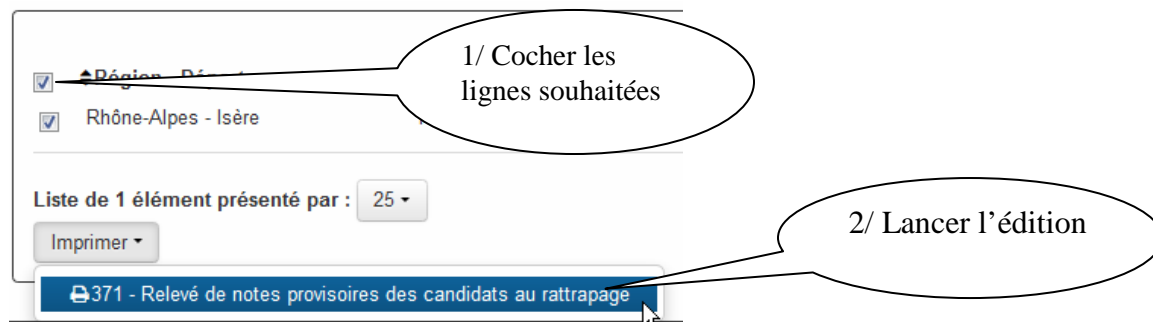 1/ Cocher les
lignes souhaitées
Région
Rhône-Alpes - Isère
Liste de 1 élément présenté par : 25
Imprimer
2/ Lancer l’édition
371 - Relevé de notes provisoires des candidats au rattrapage